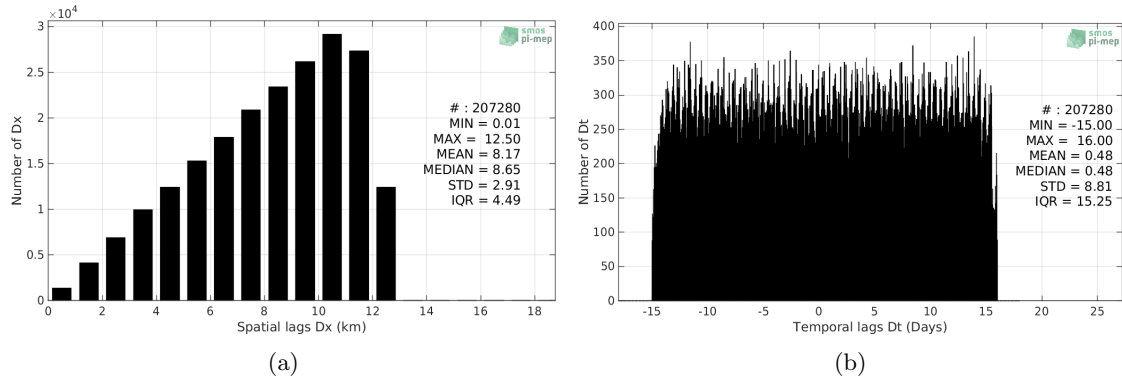 ×10⁴
3
2.5
2
1.5
1
0.5
0
Number of Dx
0 2 4 6 8 10 12 14 16 18
Spatial lags Dx (km)
smos
pi-mep
# : 207280
MIN = 0.01
MAX = 12.50
MEAN = 8.17
MEDIAN = 8.65
STD = 2.91
IQR = 4.49
(a)
400
350
300
250
200
150
100
50
0
Number of Dt
-15 -10 -5 0 5 10 15 20 25
Temporal lags Dt (Days)
smos
pi-mep
# : 207280
MIN = -15.00
MAX = 16.00
MEAN = 0.48
MEDIAN = 0.48
STD = 8.81
IQR = 15.25
(b)